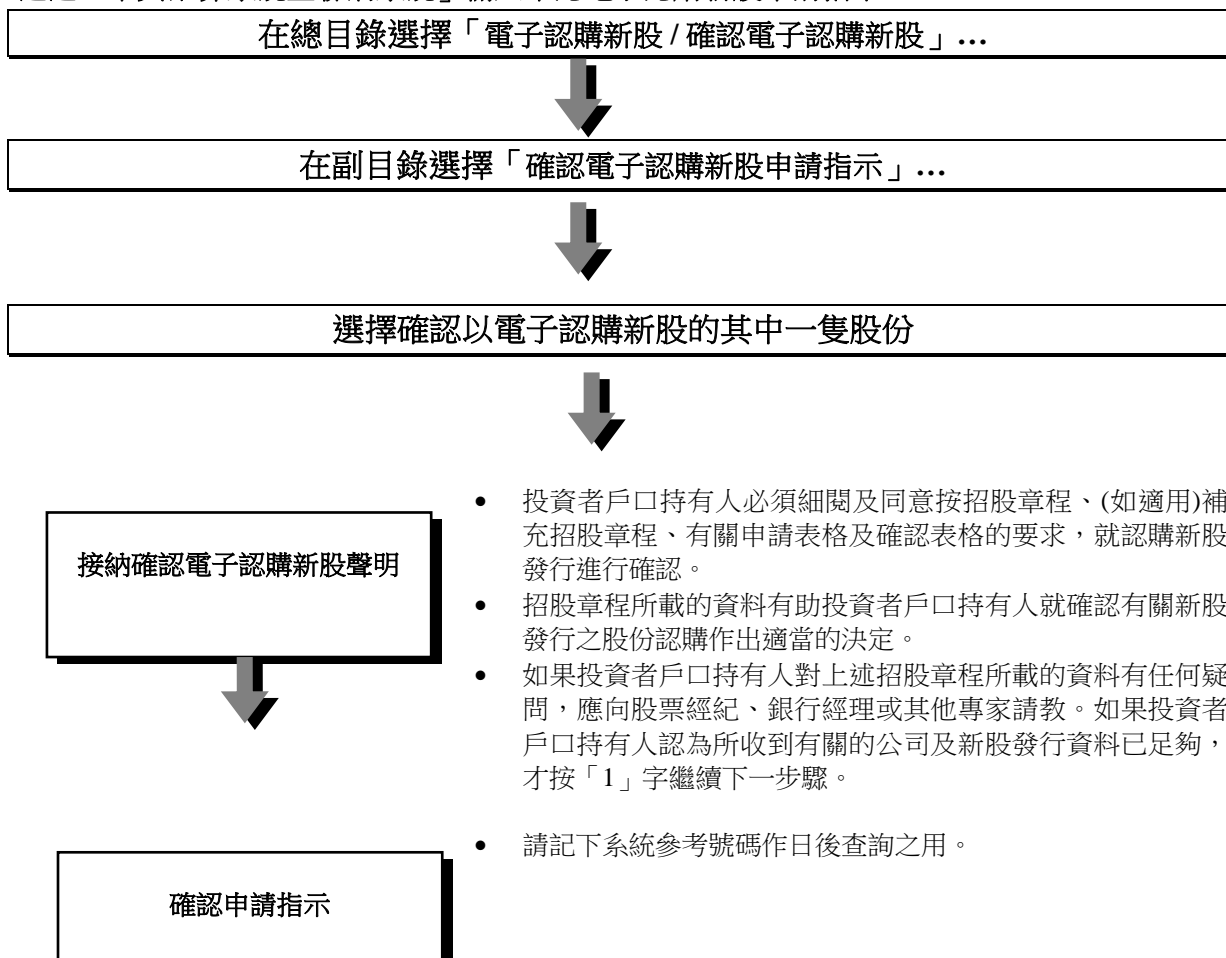 在總目錄選擇「電子認購新股 / 確認電子認購新股」…
在副目錄選擇「確認電子認購新股申請指示」…
選擇確認以電子認購新股的其中一隻股份
接納確認電子認購新股聲明
• 投資者戶口持有人必須細閱及同意按招股章程、(如適用)補
充招股章程、有關申請表格及確認表格的要求，就認購新股
發行進行確認。
• 招股章程所載的資料有助投資者戶口持有人就確認有關新股
發行之股份認購作出適當的決定。
• 如果投資者戶口持有人對上述招股章程所載的資料有任何疑
問，應向股票經紀、銀行經理或其他專家請教。如果投資者
戶口持有人認為所收到有關的公司及新股發行資料已足夠，
才按「1」字繼續下一步驟。
確認申請指示
• 請記下系統參考號碼作日後查詢之用。